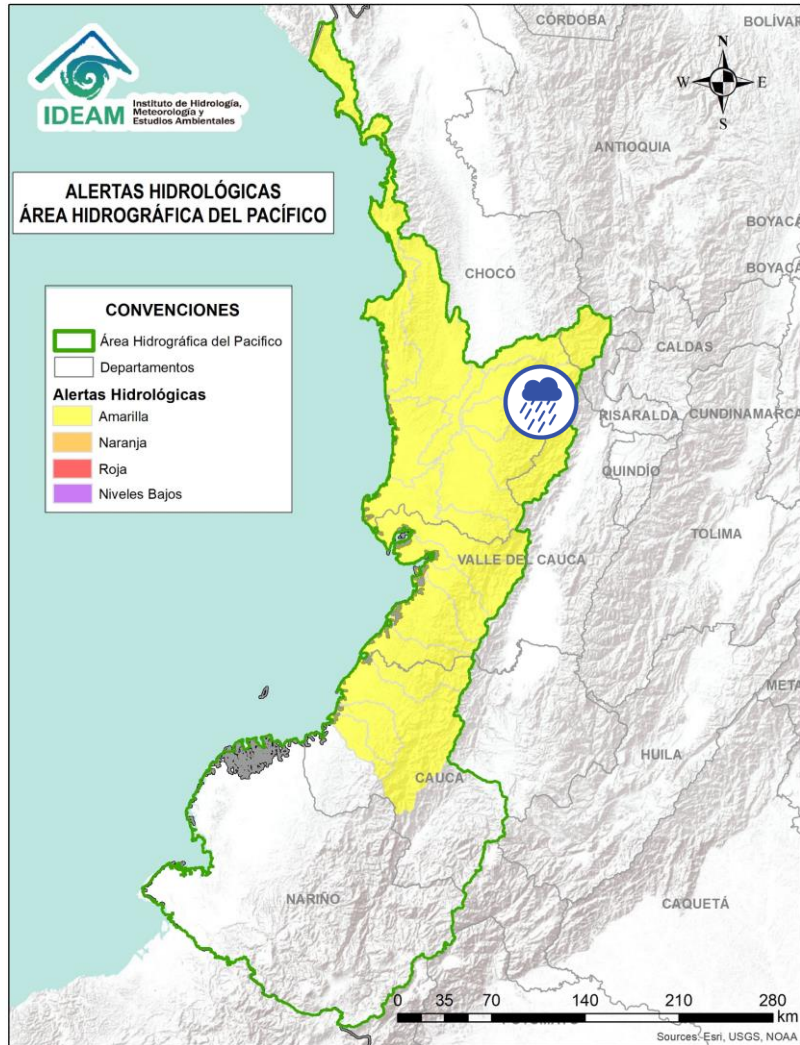 IDEAM
Instituto de Hidrología,
Meteorología y
Estudios Ambientales
ALERTAS HIDROLÓGICAS
ÁREA HIDROGRÁFICA DEL PACÍFICO
CONVENCIONES
Área Hidrográfica del Pacifico
Departamentos
Alertas Hidrológicas
Amarilla
Naranja
Roja
Niveles Bajos
CÓRDOBA
BOLÍVAR
N
W
E
S
ANTIOQUIA
BOYACÁ
CHOCÓ
BOYACÁ
CALDAS
RISARALDA
CUNDINAMARCA
QUINDÍO
TOLIMA
VALLE DEL CAUCA
META
HUILA
CAUCA
NARIÑO
CAQUETÁ
0 35 70 140 210 280
km
Sources: Esri, USGS, NOAA